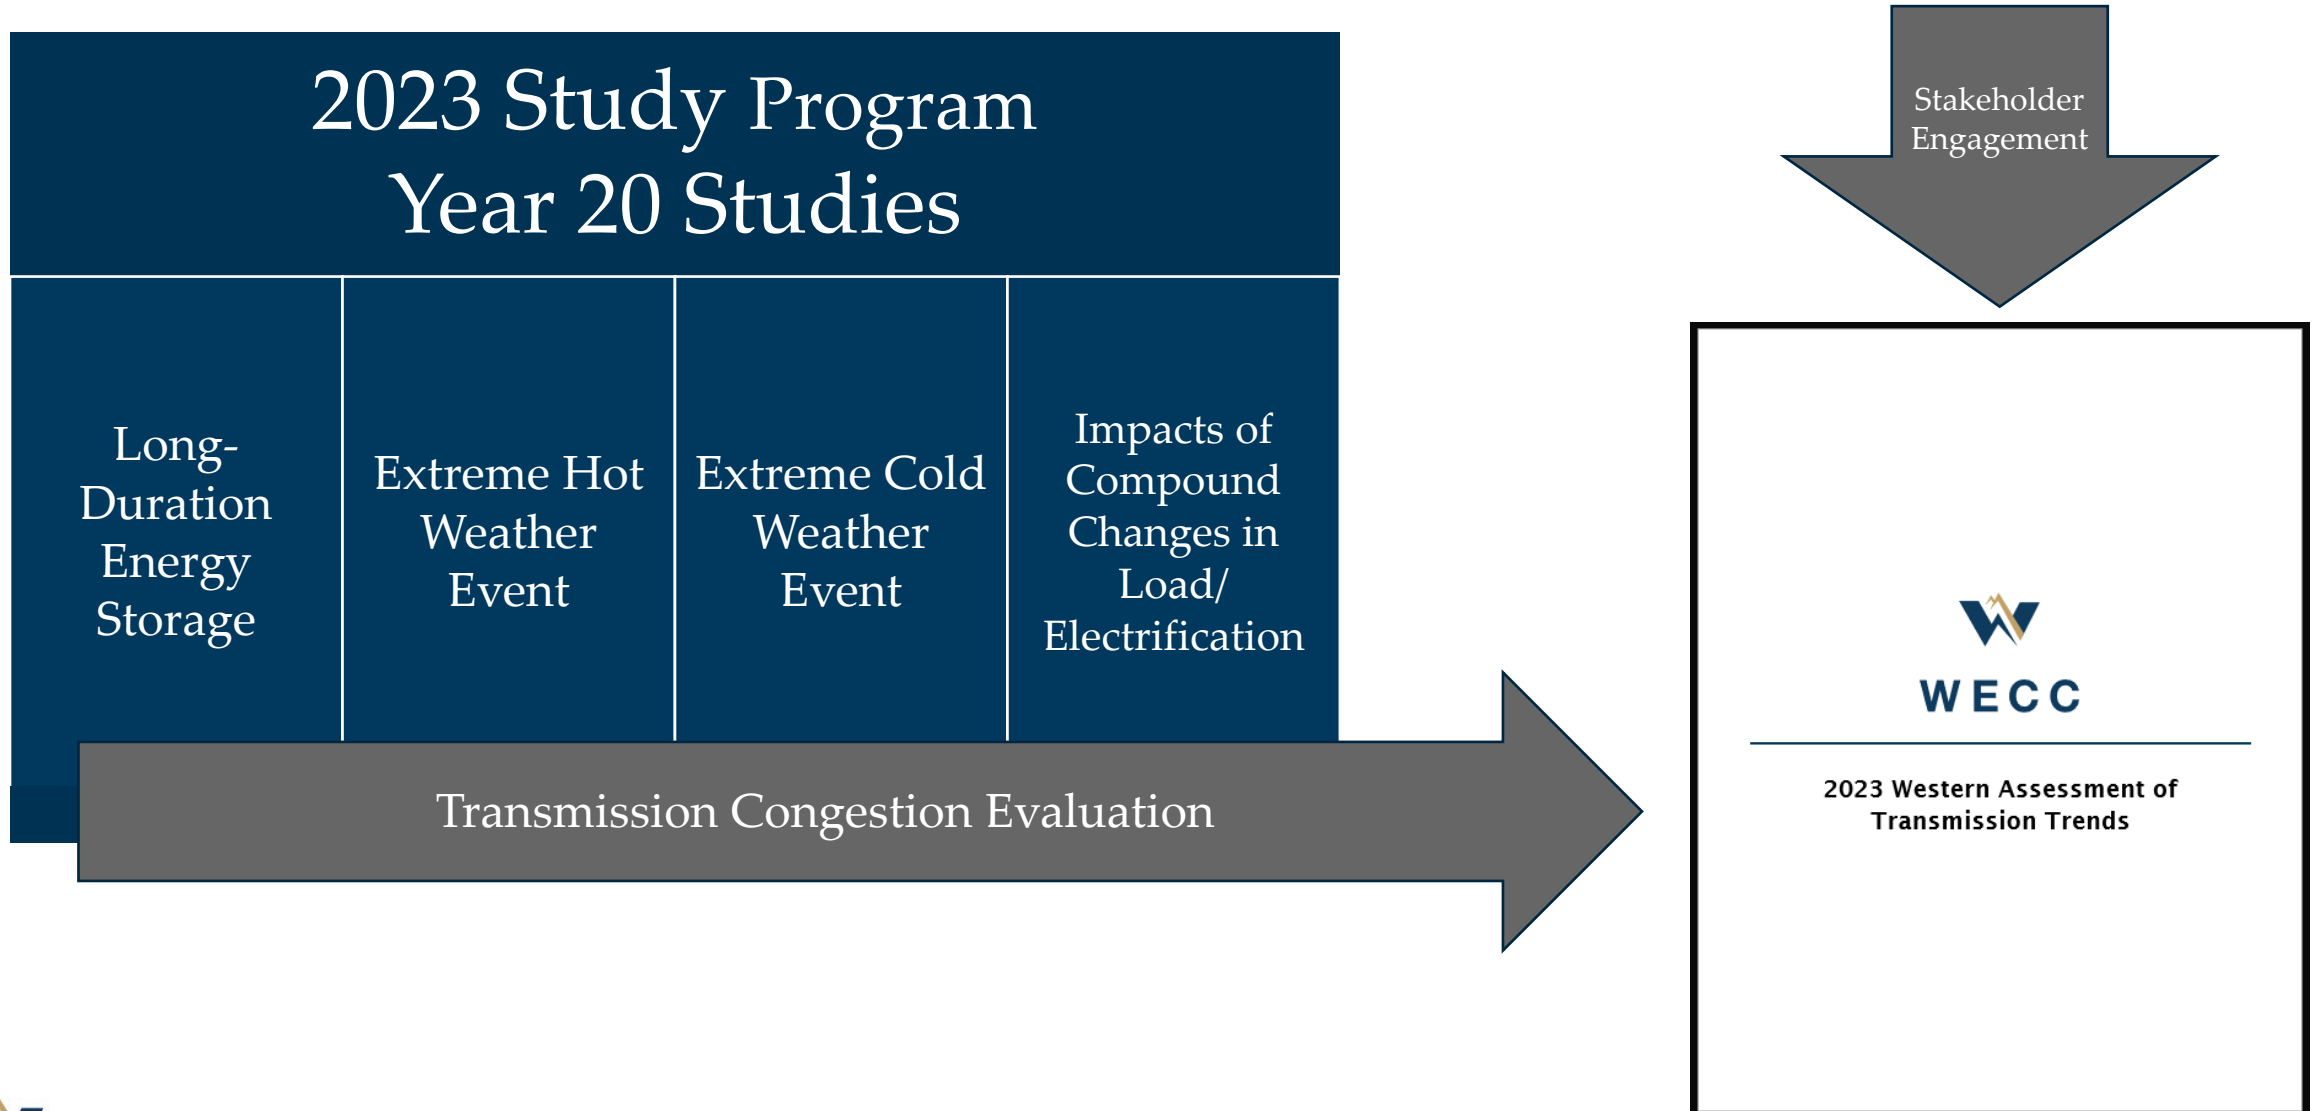 2023 Study Program
Year 20 Studies
Long-
Duration
Energy
Storage
Extreme Hot
Weather
Event
Extreme Cold
Weather
Event
Impacts of
Compound
Changes in
Load/
Electrification
Transmission Congestion Evaluation
Stakeholder
Engagement
WECC
2023 Western Assessment of
Transmission Trends